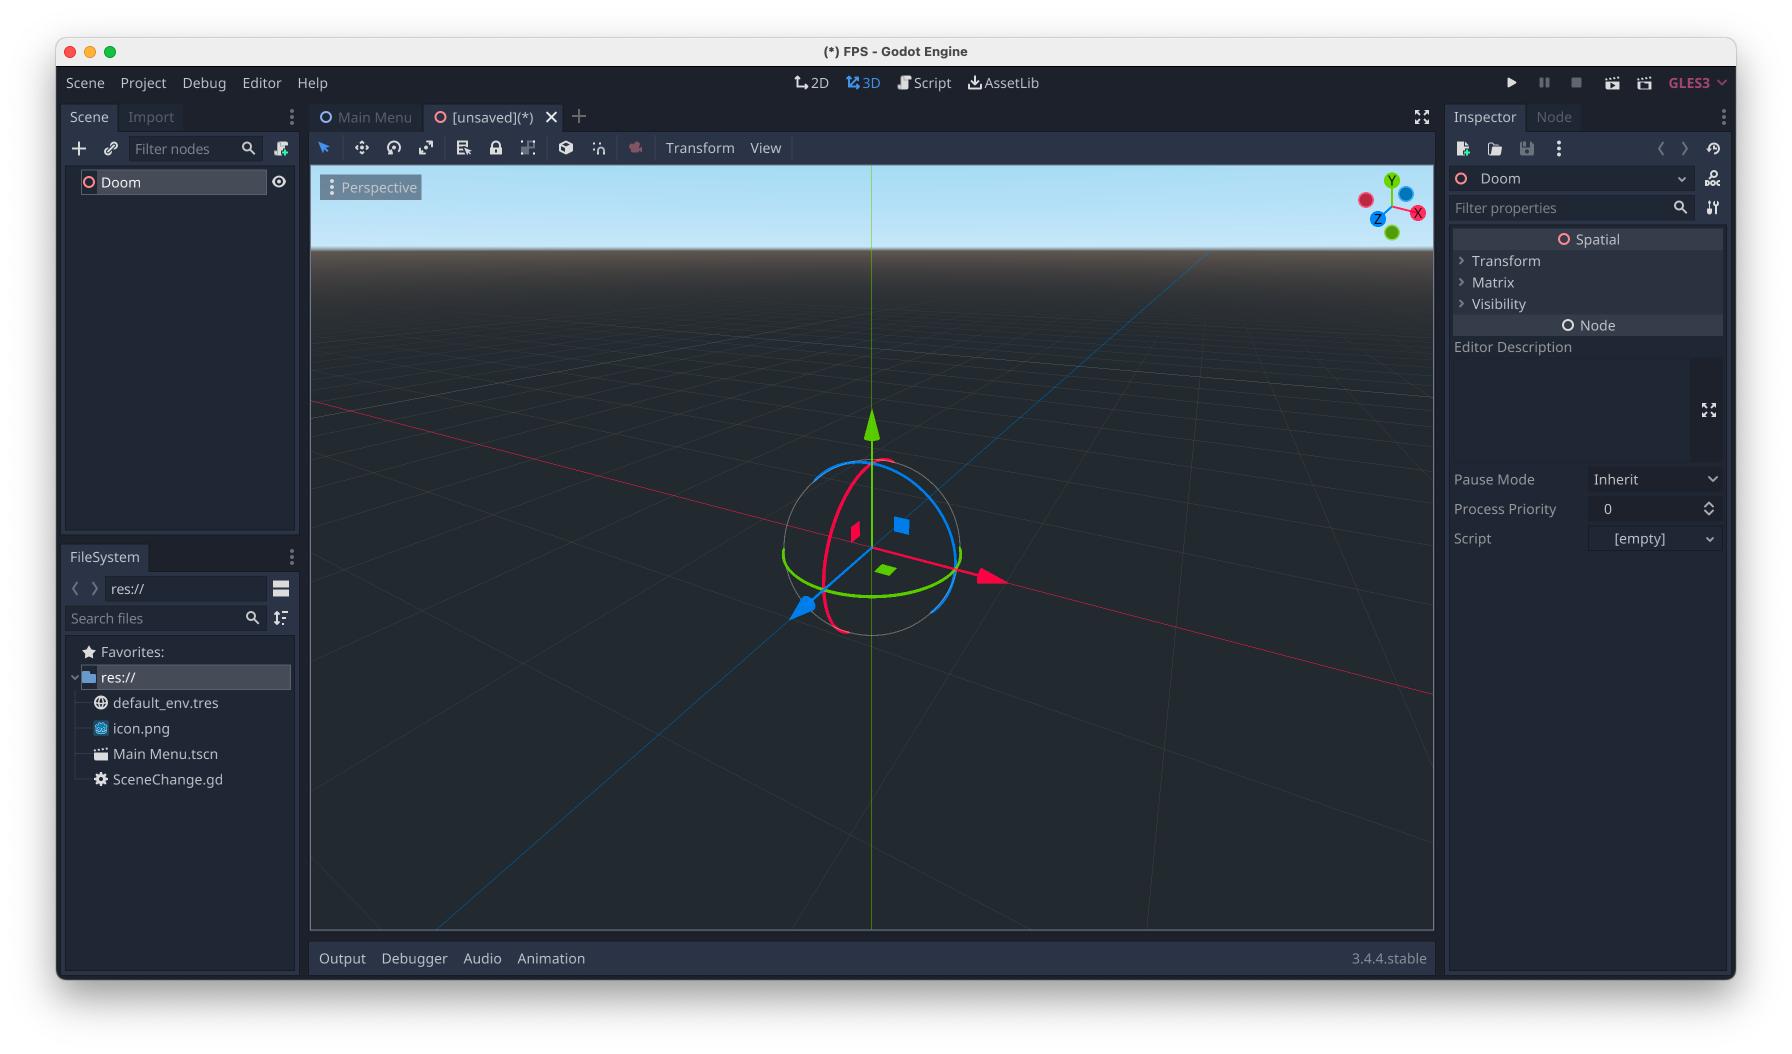 (*) FPS - Godot Engine
Scene Project Debug Editor Help
2D 3D Script AssetLib
GLES3
Scene Import
Main Menu [unsaved](*)
Inspector Node
Filter nodes
Transform View
Doom
Perspective
Y
X
Z
Doom
DOC
Filter properties
Spatial
Transform
Matrix
Visibility
Node
Editor Description
Pause Mode Inherit
Process Priority 0
Script [empty]
FileSystem
res://
Search files
Favorites:
res://
default_env.tres
icon.png
Main Menu.tscn
SceneChange.gd
Output Debugger Audio Animation
3.4.4.stable